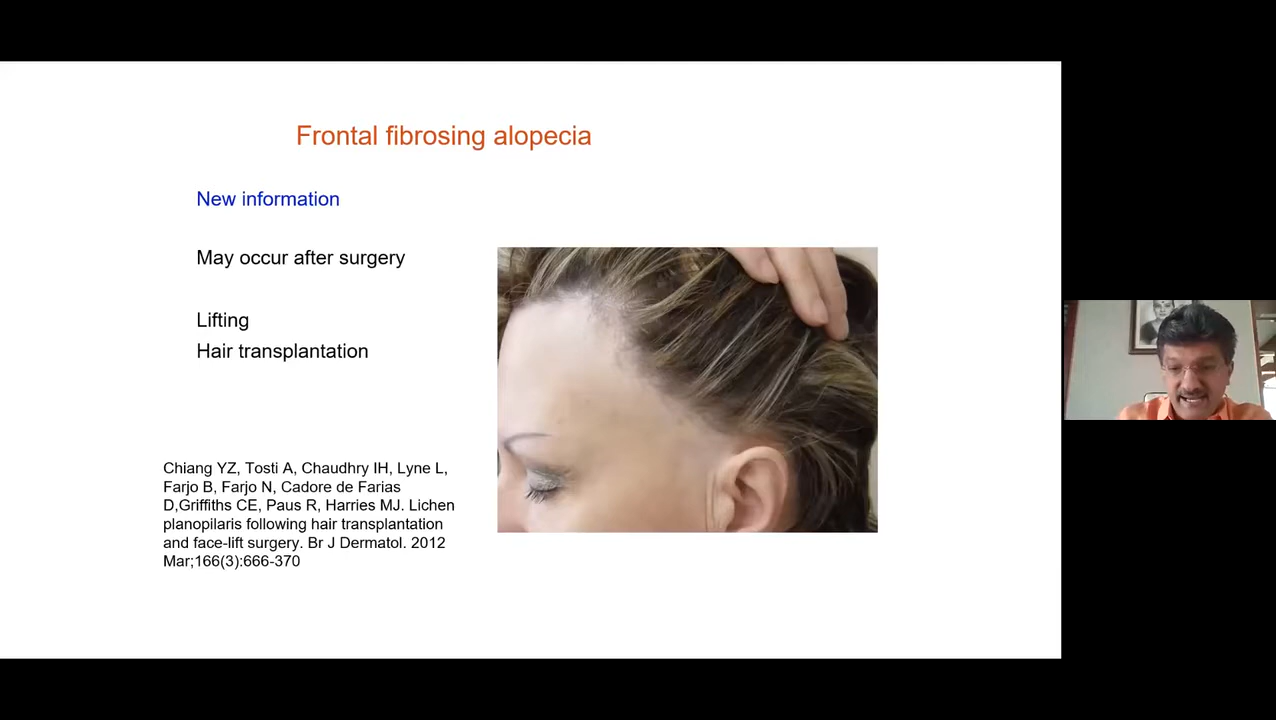 Frontal fibrosing alopecia
New information
May occur after surgery
Lifting
Hair transplantation
Chiang YZ, Tosti A, Chaudhry IH, Lyne L,
Farjo B, Farjo N, Cadore de Farias
D,Griffiths CE, Paus R, Harries MJ. Lichen
planopilaris following hair transplantation
and face-lift surgery. Br J Dermatol. 2012
Mar;166(3):666-370